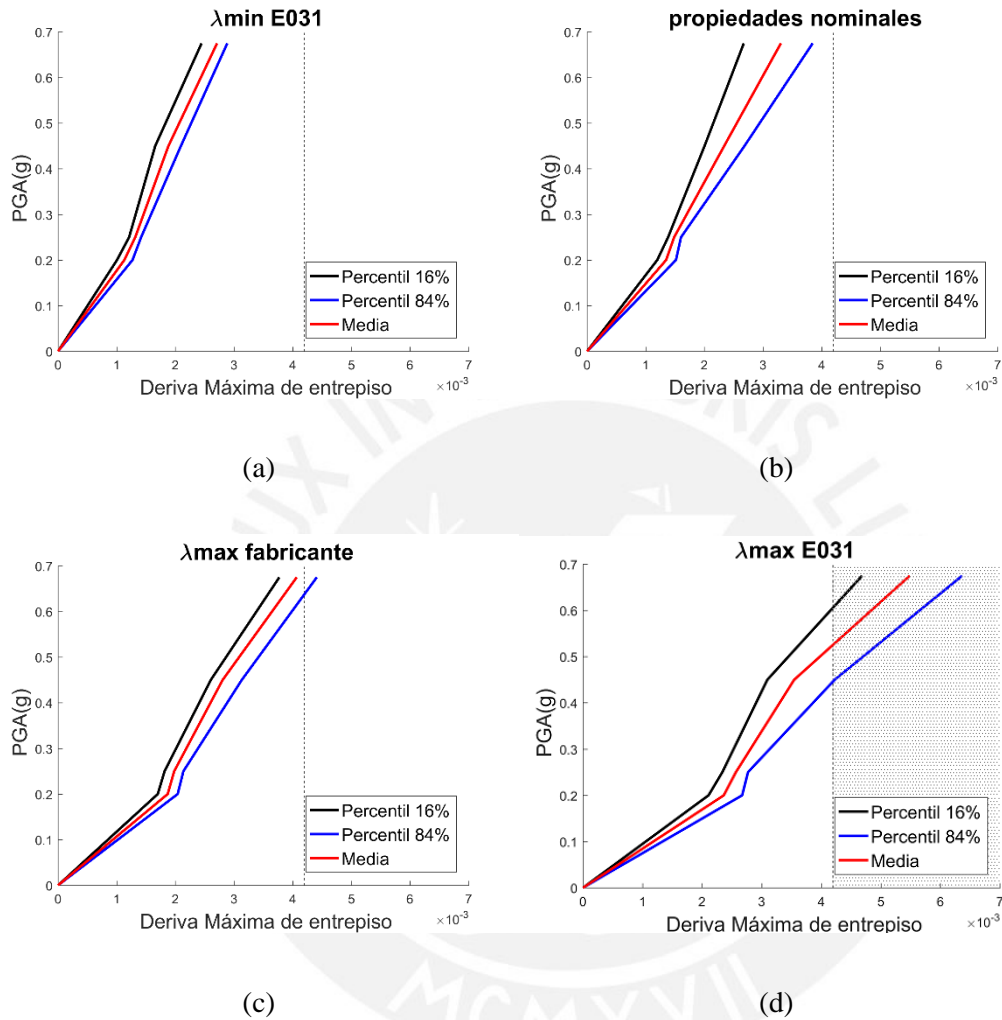 λmin E031
PGA(g)
0.7
0.6
0.5
0.4
0.3
0.2
0.1
0
Percentil 16%
Percentil 84%
Media
0 1 2 3 4 5 6 7
Deriva Máxima de entrepiso ×10⁻³
(a)
propiedades nominales
PGA(g)
0.7
0.6
0.5
0.4
0.3
0.2
0.1
0
Percentil 16%
Percentil 84%
Media
0 1 2 3 4 5 6 7
Deriva Máxima de entrepiso ×10⁻³
(b)
λmax fabricante
PGA(g)
0.7
0.6
0.5
0.4
0.3
0.2
0.1
0
Percentil 16%
Percentil 84%
Media
0 1 2 3 4 5 6 7
Deriva Máxima de entrepiso ×10⁻³
(c)
λmax E031
PGA(g)
0.7
0.6
0.5
0.4
0.3
0.2
0.1
0
Percentil 16%
Percentil 84%
Media
0 1 2 3 4 5 6 7
Deriva Máxima de entrepiso ×10⁻³
(d)
MCMXVII